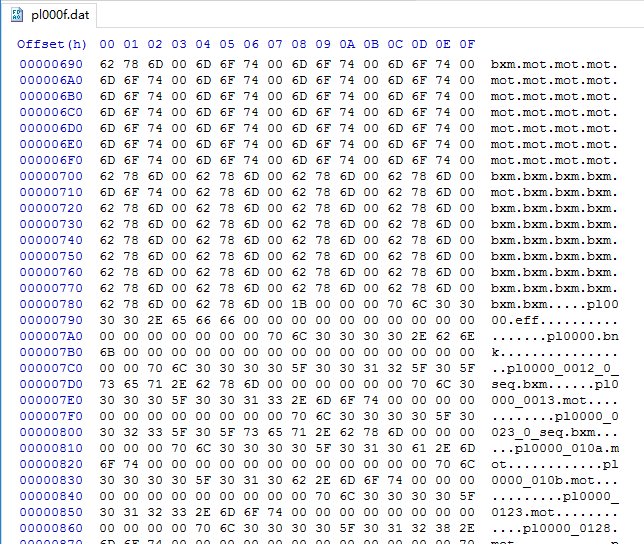 pl000f.dat
Offset(h) 00 01 02 03 04 05 06 07 08 09 0A 0B 0C 0D 0E 0F
00000690 62 78 6D 00 6D 6F 74 00 6D 6F 74 00 6D 6F 74 00 bxm.mot.mot.mot.
000006A0 6D 6F 74 00 6D 6F 74 00 6D 6F 74 00 6D 6F 74 00 mot.mot.mot.mot.
000006B0 6D 6F 74 00 6D 6F 74 00 6D 6F 74 00 6D 6F 74 00 mot.mot.mot.mot.
000006C0 6D 6F 74 00 6D 6F 74 00 6D 6F 74 00 6D 6F 74 00 mot.mot.mot.mot.
000006D0 6D 6F 74 00 6D 6F 74 00 6D 6F 74 00 6D 6F 74 00 mot.mot.mot.mot.
000006E0 6D 6F 74 00 6D 6F 74 00 6D 6F 74 00 6D 6F 74 00 mot.mot.mot.mot.
000006F0 6D 6F 74 00 6D 6F 74 00 6D 6F 74 00 6D 6F 74 00 mot.mot.mot.mot.
00000700 62 78 6D 00 62 78 6D 00 62 78 6D 00 62 78 6D 00 bxm.bxm.bxm.bxm.
00000710 6D 6F 74 00 62 78 6D 00 62 78 6D 00 62 78 6D 00 mot.bxm.bxm.bxm.
00000720 62 78 6D 00 62 78 6D 00 62 78 6D 00 62 78 6D 00 bxm.bxm.bxm.bxm.
00000730 62 78 6D 00 62 78 6D 00 62 78 6D 00 62 78 6D 00 bxm.bxm.bxm.bxm.
00000740 62 78 6D 00 62 78 6D 00 62 78 6D 00 62 78 6D 00 bxm.bxm.bxm.bxm.
00000750 62 78 6D 00 62 78 6D 00 62 78 6D 00 62 78 6D 00 bxm.bxm.bxm.bxm.
00000760 62 78 6D 00 62 78 6D 00 62 78 6D 00 62 78 6D 00 bxm.bxm.bxm.bxm.
00000770 62 78 6D 00 62 78 6D 00 62 78 6D 00 62 78 6D 00 bxm.bxm.bxm.bxm.
00000780 62 78 6D 00 62 78 6D 00 1B 00 00 00 70 6C 30 30 bxm.bxm.....pl00
00000790 30 30 2E 65 66 66 00 00 00 00 00 00 00 00 00 00 00.eff..........
000007A0 00 00 00 00 00 00 00 70 6C 30 30 30 30 2E 62 6E .......pl0000.bn
000007B0 6B 00 00 00 00 00 00 00 00 00 00 00 00 00 00 00 k...............
000007C0 00 00 70 6C 30 30 30 30 5F 30 30 31 32 5F 30 5F ..pl0000_0012_0_
000007D0 73 65 71 2E 62 78 6D 00 00 00 00 00 00 70 6C 30 seq.bxm......pl0
000007E0 30 30 30 5F 30 30 31 33 2E 6D 6F 74 00 00 00 00 000_0013.mot....
000007F0 00 00 00 00 00 00 00 00 70 6C 30 30 30 30 5F 30 ........pl0000_0
00000800 30 32 33 5F 30 5F 73 65 71 2E 62 78 6D 00 00 00 023_0_seq.bxm...
00000810 00 00 00 70 6C 30 30 30 30 5F 30 31 30 61 2E 6D ...pl0000_010a.m
00000820 6F 74 00 00 00 00 00 00 00 00 00 00 00 00 70 6C ot............pl
00000830 30 30 30 30 5F 30 31 30 62 2E 6D 6F 74 00 00 00 0000_010b.mot...
00000840 00 00 00 00 00 00 00 00 00 70 6C 30 30 30 30 5F .........pl0000_
00000850 30 31 32 33 2E 6D 6F 74 00 00 00 00 00 00 00 00 0123.mot........
00000860 00 00 00 00 70 6C 30 30 30 30 5F 30 31 32 38 2E ....pl0000_0128.